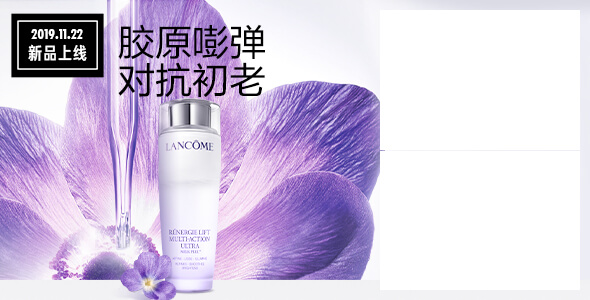 2019.11.22
新品上线
胶原嘭弹
对抗初老
LANCÔME
RÉNERGIE LIFT
MULTI-ACTION
ULTRA